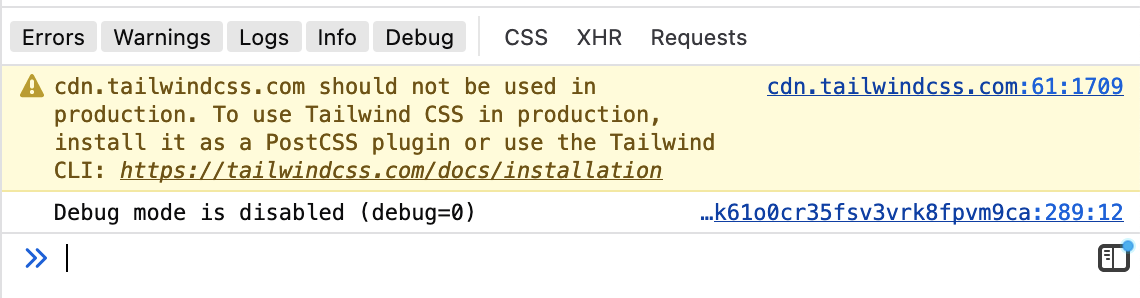 Errors Warnings Logs Info Debug CSS XHR Requests
cdn.tailwindcss.com should not be used in cdn.tailwindcss.com:61:1709
production. To use Tailwind CSS in production,
install it as a PostCSS plugin or use the Tailwind
CLI: https://tailwindcss.com/docs/installation
Debug mode is disabled (debug=0) …k61o0cr35fsv3vrk8fpvm9ca:289:12